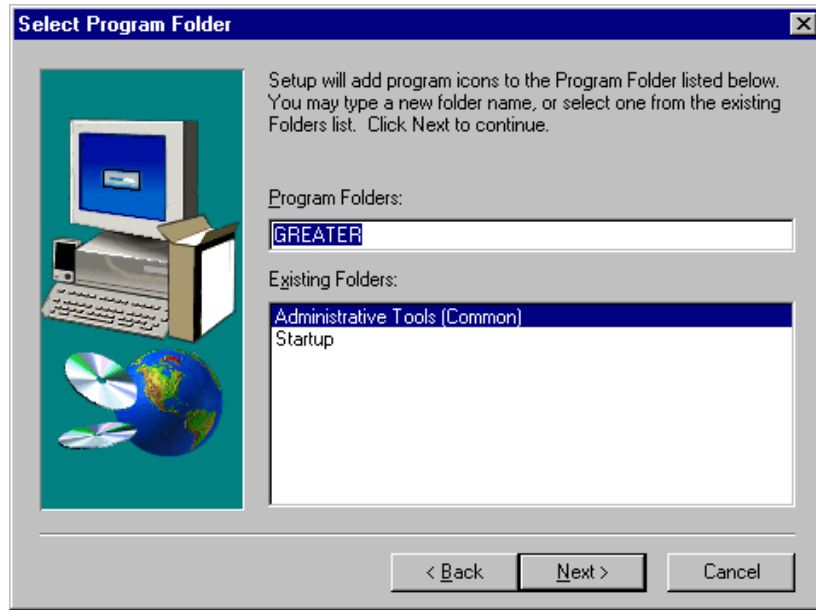 Select Program Folder
Setup will add program icons to the Program Folder listed below.
You may type a new folder name, or select one from the existing
Folders list.  Click Next to continue.
Program Folders:
GREATER
Existing Folders:
Administrative Tools (Common)
Startup
< Back
Next >
Cancel